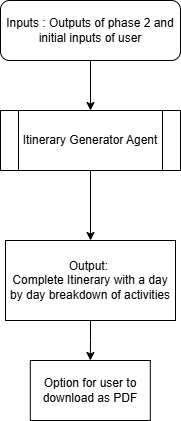 Inputs : Outputs of phase 2 and
initial inputs of user
Itinerary Generator Agent
Output:
Complete Itinerary with a day
by day breakdown of activities
Option for user to
download as PDF